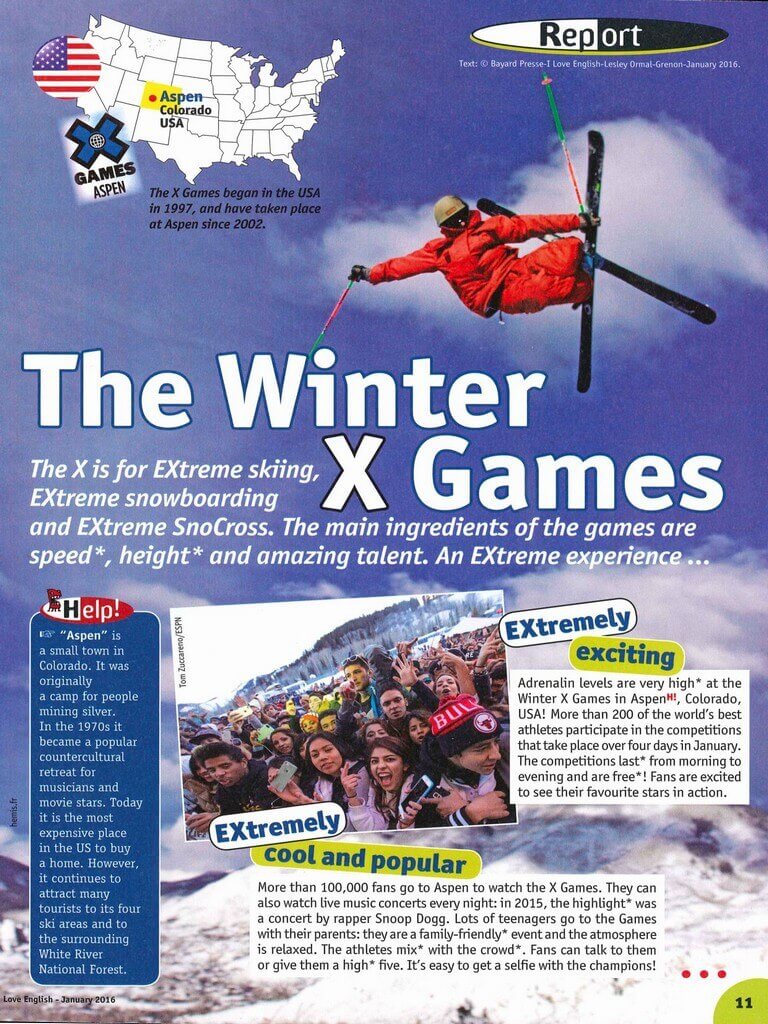 Report
Text: © Bayard Presse-I Love English-Lesley Ormal-Grenon-January 2016.
Aspen
Colorado
USA
X
GAMES
ASPEN
The X Games began in the USA
in 1997, and have taken place
at Aspen since 2002.
The Winter
X Games
The X is for EXtreme skiing,
EXtreme snowboarding
and EXtreme SnoCross. The main ingredients of the games are
speed*, height* and amazing talent. An EXtreme experience ...
Help!
☞ "Aspen" is
a small town in
Colorado. It was
originally
a camp for people
mining silver.
In the 1970s it
became a popular
countercultural
retreat for
musicians and
movie stars. Today
it is the most
expensive place
in the US to buy
a home. However,
it continues to
attract many
tourists to its four
ski areas and to
the surrounding
White River
National Forest.
hemis.fr
Tom Zuccareno/ESPN
BULL
EXtremely
exciting
Adrenalin levels are very high* at the
Winter X Games in AspenH!, Colorado,
USA! More than 200 of the world's best
athletes participate in the competitions
that take place over four days in January.
The competitions last* from morning to
evening and are free*! Fans are excited
to see their favourite stars in action.
EXtremely
cool and popular
More than 100,000 fans go to Aspen to watch the X Games. They can
also watch live music concerts every night: in 2015, the highlight* was
a concert by rapper Snoop Dogg. Lots of teenagers go to the Games
with their parents: they are a family-friendly* event and the atmosphere
is relaxed. The athletes mix* with the crowd*. Fans can talk to them
or give them a high* five. It's easy to get a selfie with the champions!
Love English - January 2016
11